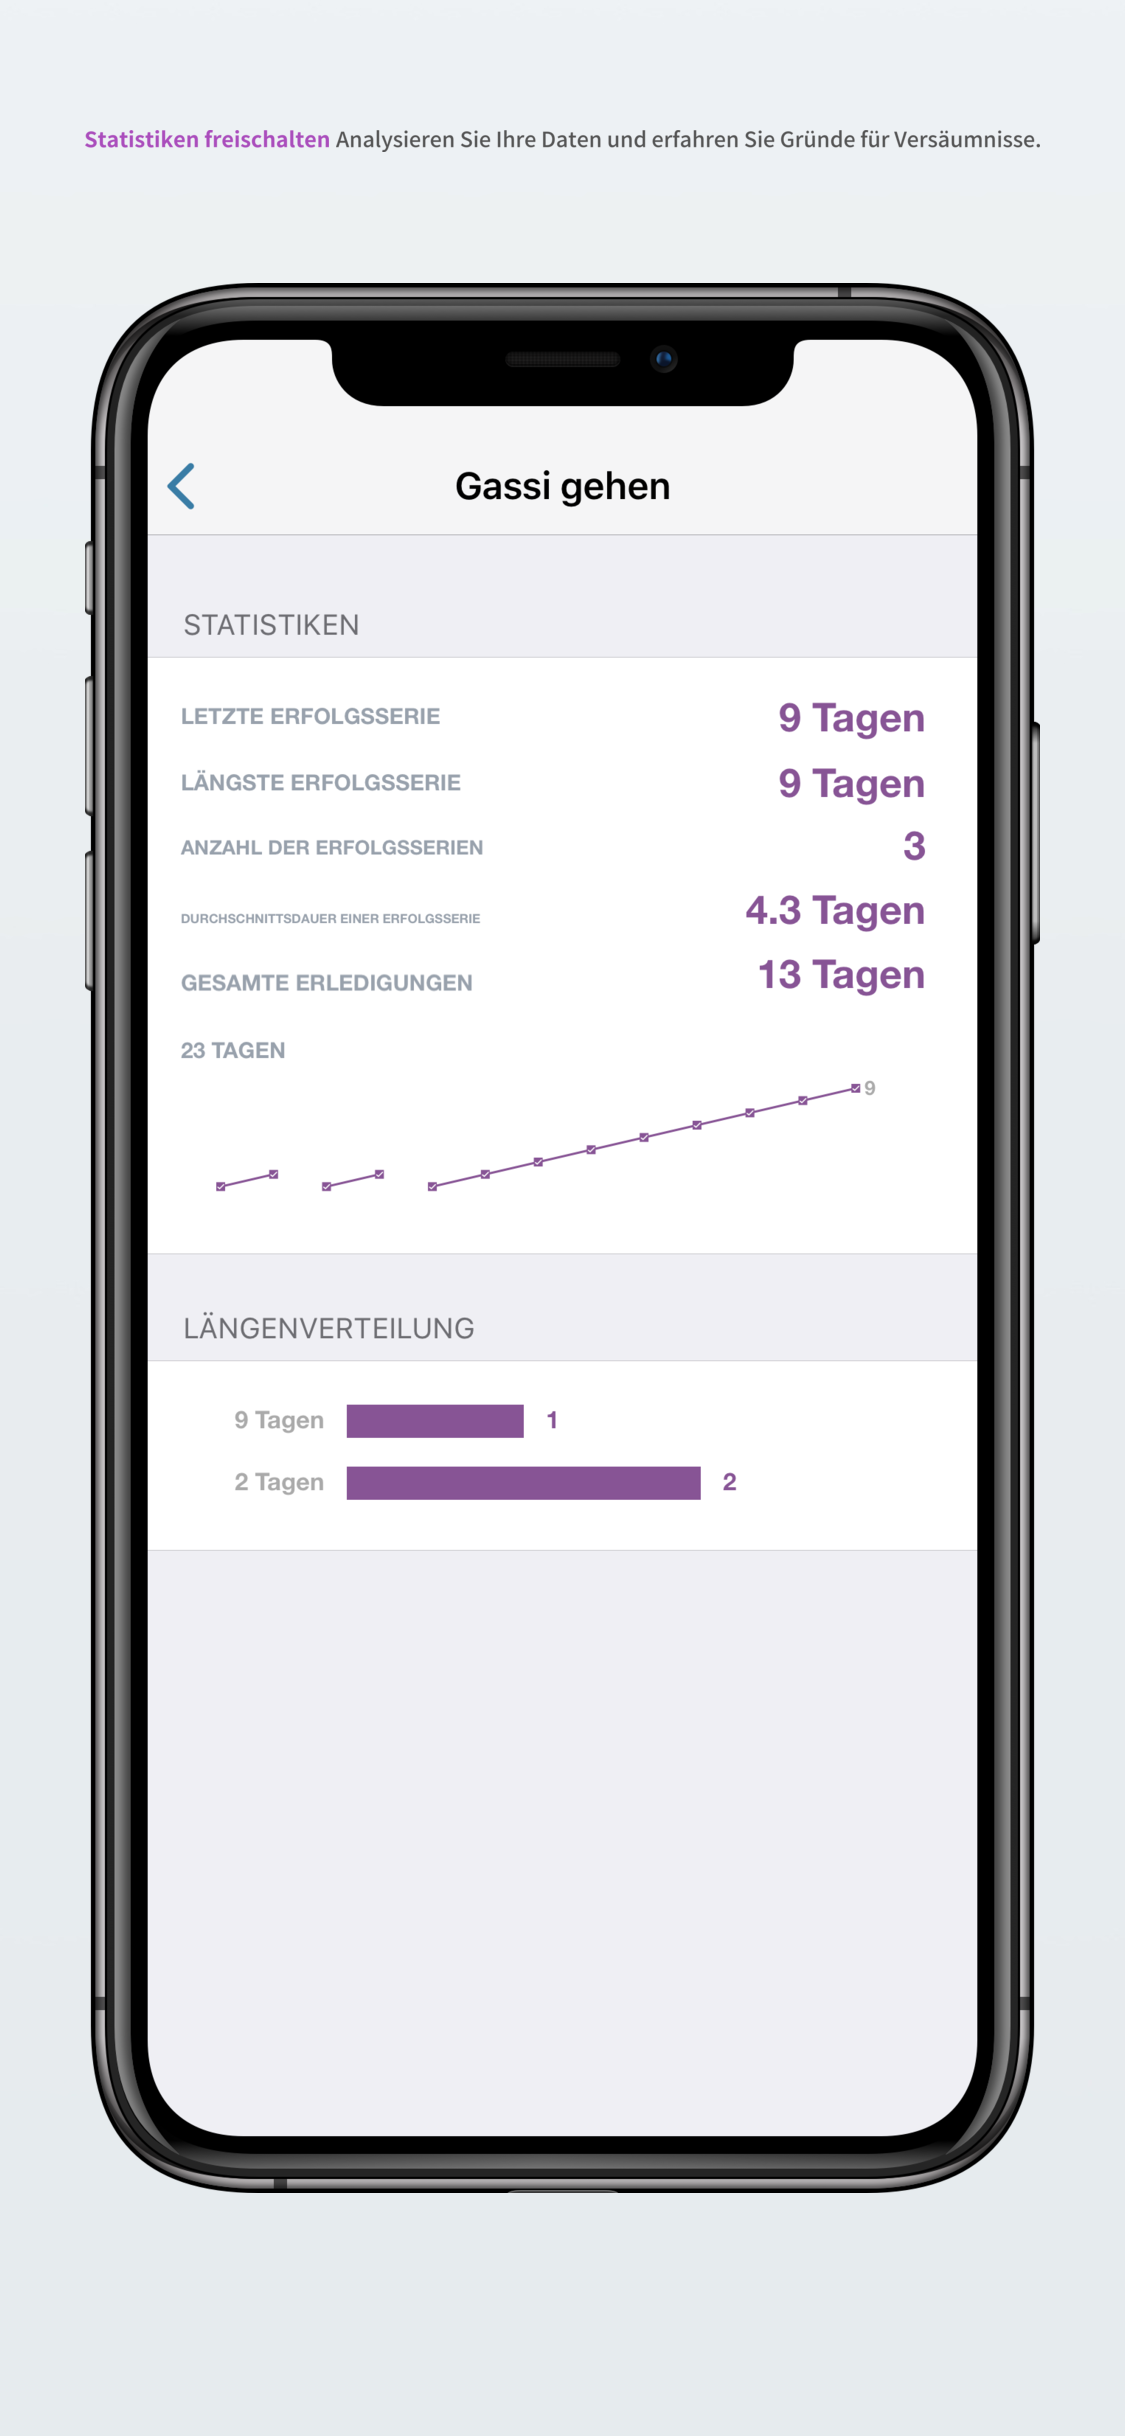 Statistiken freischalten Analysieren Sie Ihre Daten und erfahren Sie Gründe für Versäumnisse.
Gassi gehen
STATISTIKEN
LETZTE ERFOLGSSERIE 9 Tagen
LÄNGSTE ERFOLGSSERIE 9 Tagen
ANZAHL DER ERFOLGSSERIEN 3
DURCHSCHNITTSDAUER EINER ERFOLGSSERIE 4.3 Tagen
GESAMTE ERLEDIGUNGEN 13 Tagen
23 TAGEN
9
LÄNGENVERTEILUNG
9 Tagen 1
2 Tagen 2